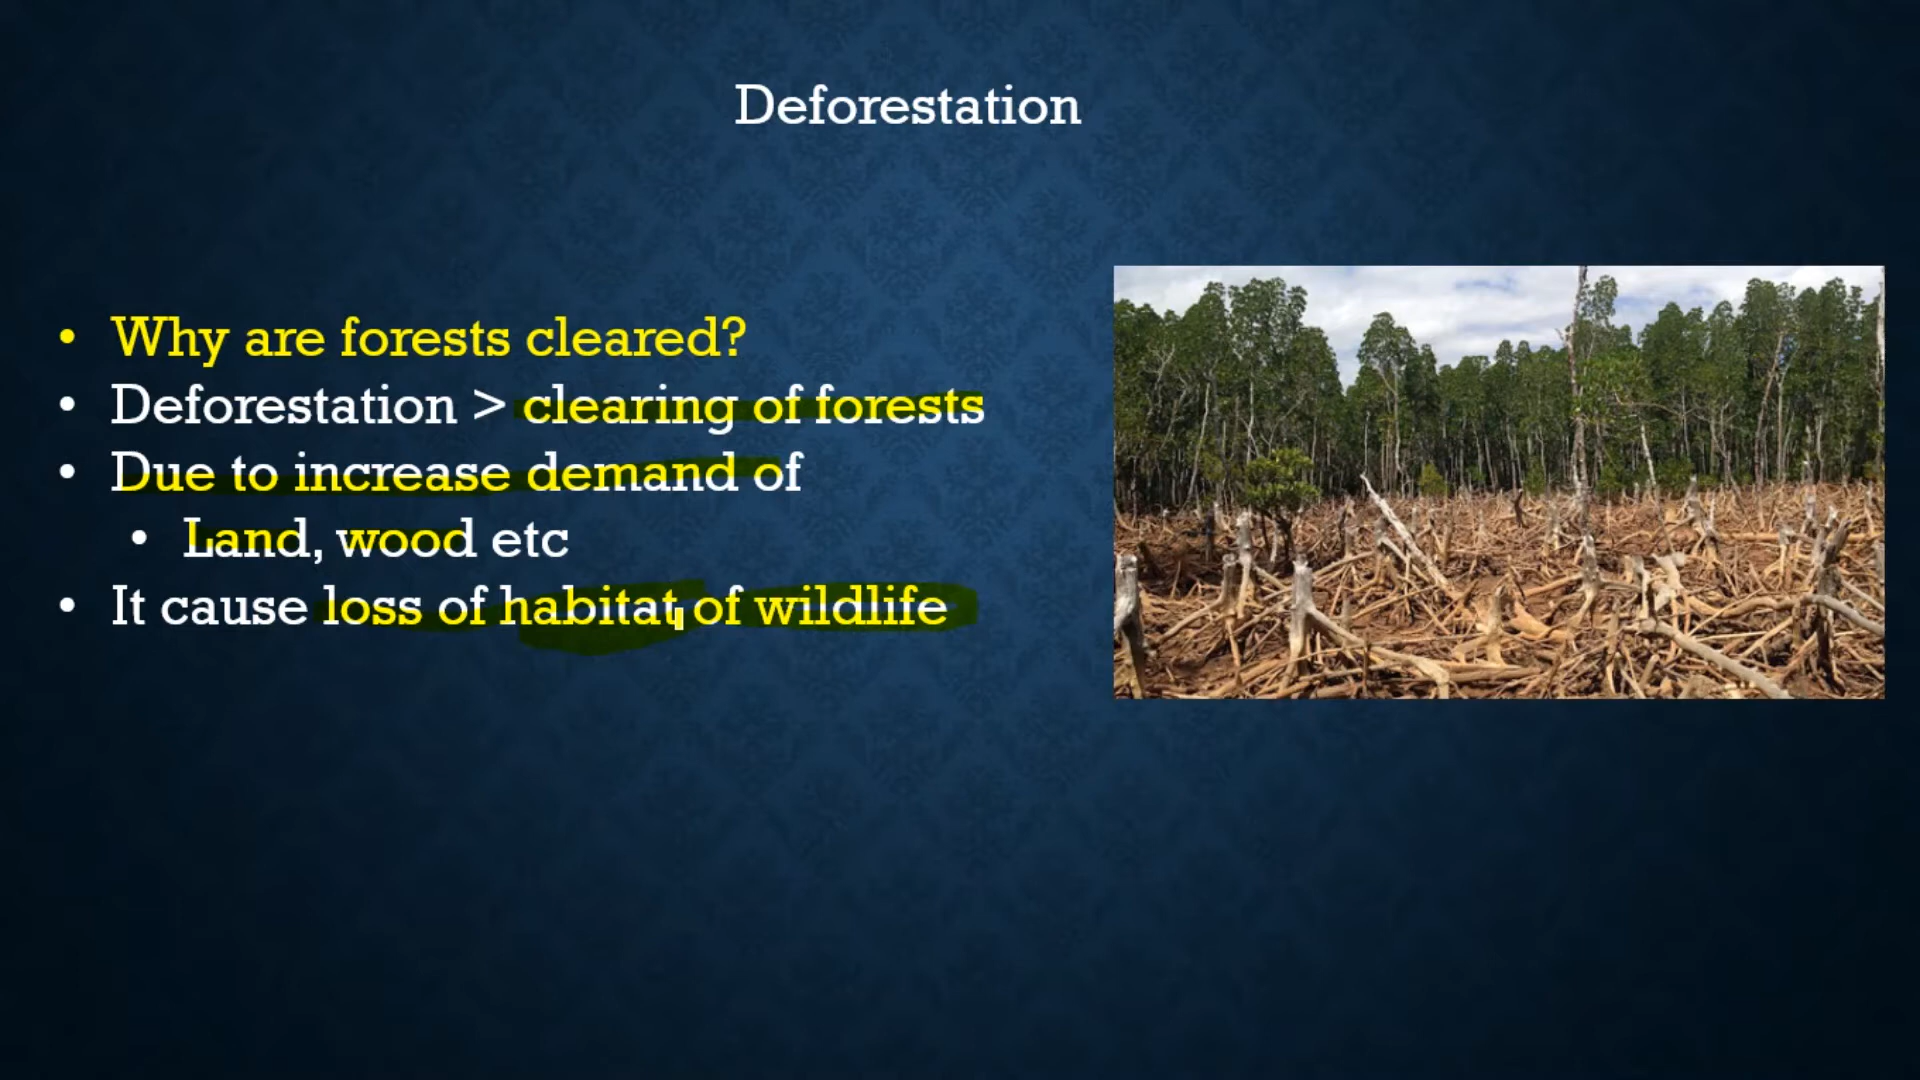 Deforestation
• Why are forests cleared?
• Deforestation > clearing of forests
• Due to increase demand of
• Land, wood etc
• It cause loss of habitat of wildlife